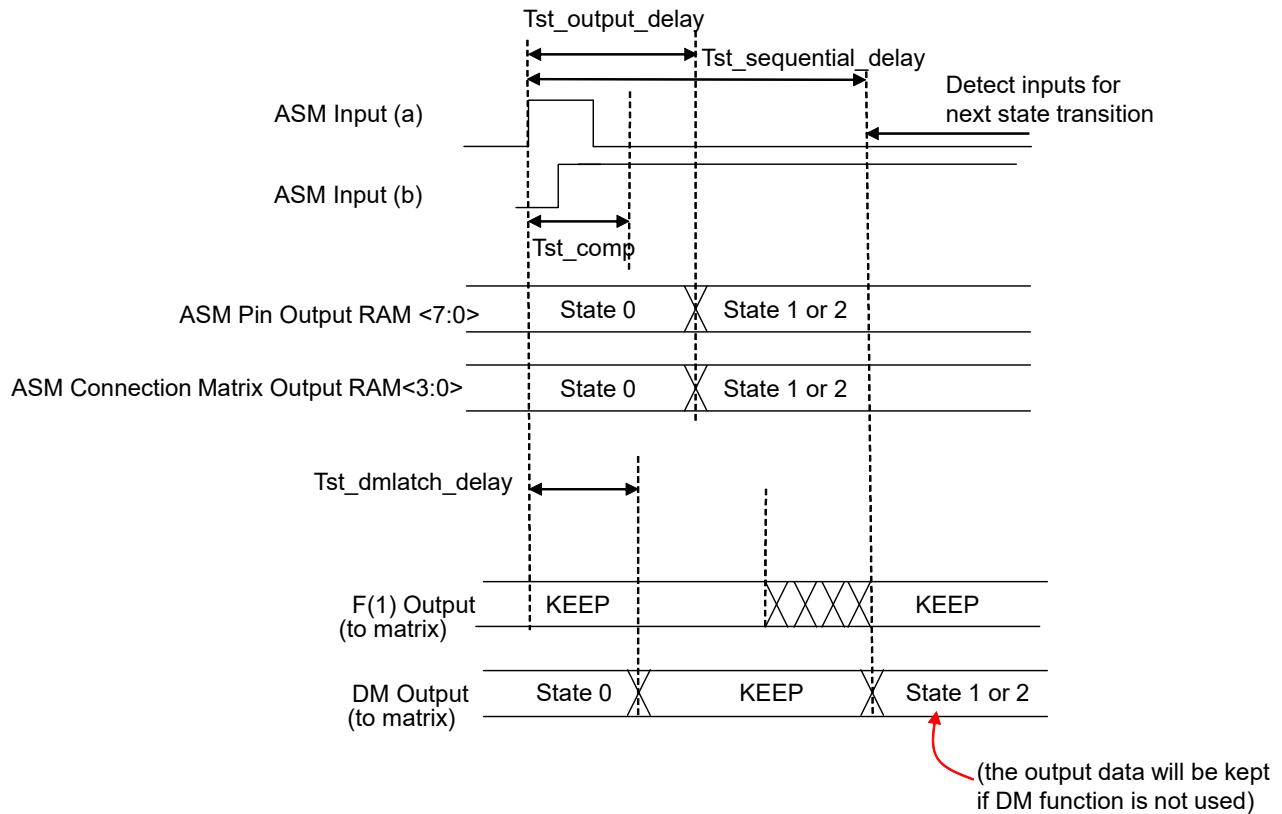 Tst_output_delay
Tst_sequential_delay
Detect inputs for
next state transition
ASM Input (a)
ASM Input (b)
Tst_comp
ASM Pin Output RAM <7:0>
State 0
State 1 or 2
ASM Connection Matrix Output RAM<3:0>
State 0
State 1 or 2
Tst_dmlatch_delay
F(1) Output
(to matrix)
KEEP
KEEP
DM Output
(to matrix)
State 0
KEEP
State 1 or 2
(the output data will be kept
if DM function is not used)